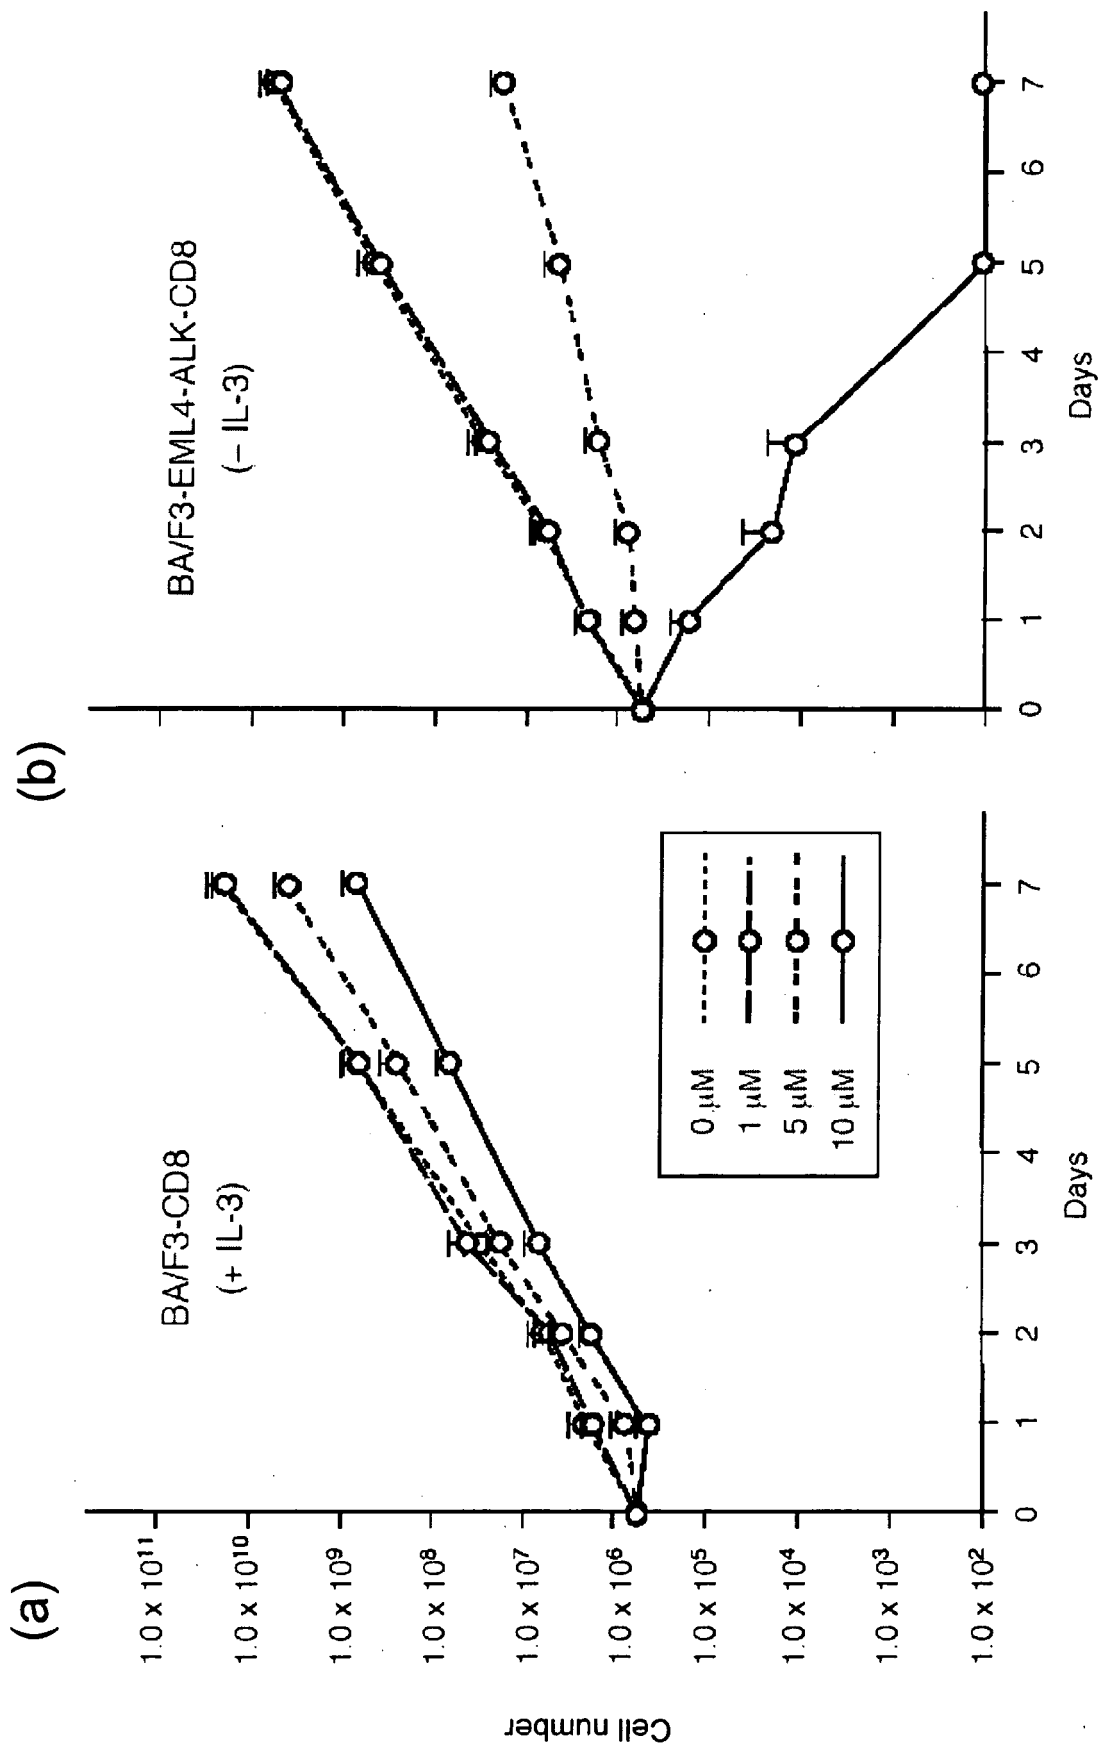 (a)
BA/F3-CD8
(+ IL-3)
Cell number
1.0 x 10¹¹
1.0 x 10¹⁰
1.0 x 10⁹
1.0 x 10⁸
1.0 x 10⁷
1.0 x 10⁶
1.0 x 10⁵
1.0 x 10⁴
1.0 x 10³
1.0 x 10²
0 1 2 3 4 5 6 7
Days
0 μM
1 μM
5 μM
10 μM
(b)
BA/F3-EML4-ALK-CD8
(– IL-3)
0 1 2 3 4 5 6 7
Days